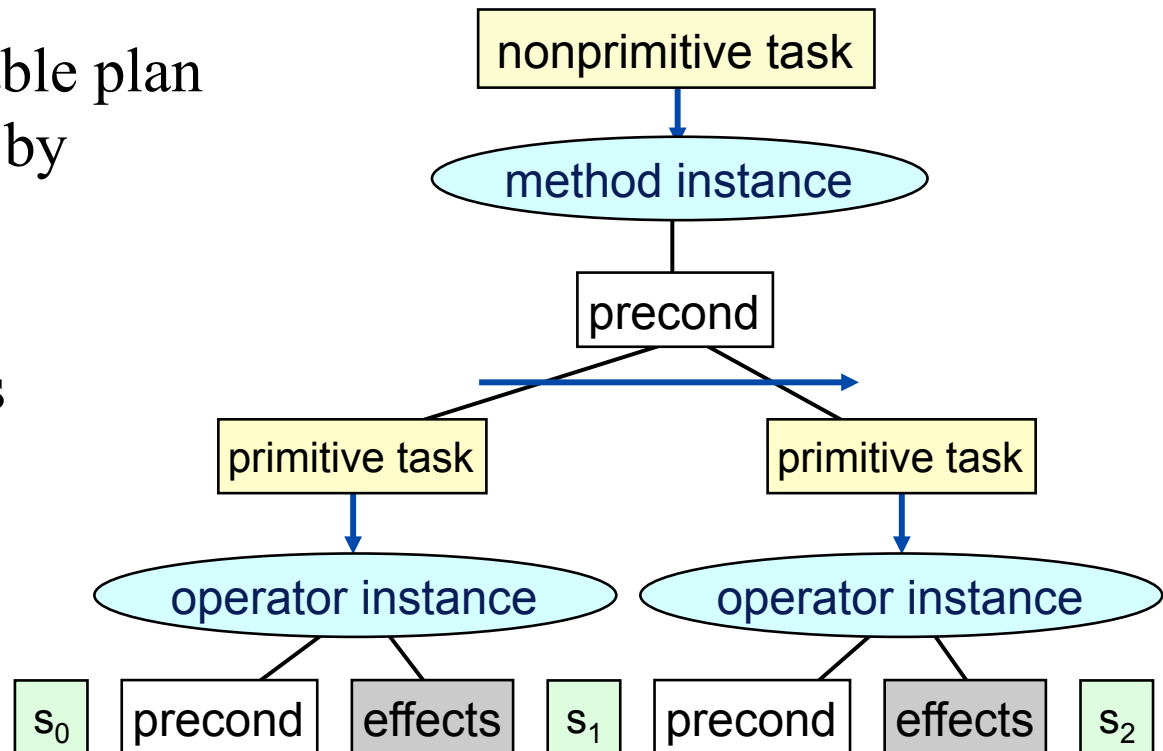 nonprimitive task
able plan
by
method instance
precond
s
primitive task primitive task
operator instance operator instance
s₀ precond effects s₁ precond effects s₂